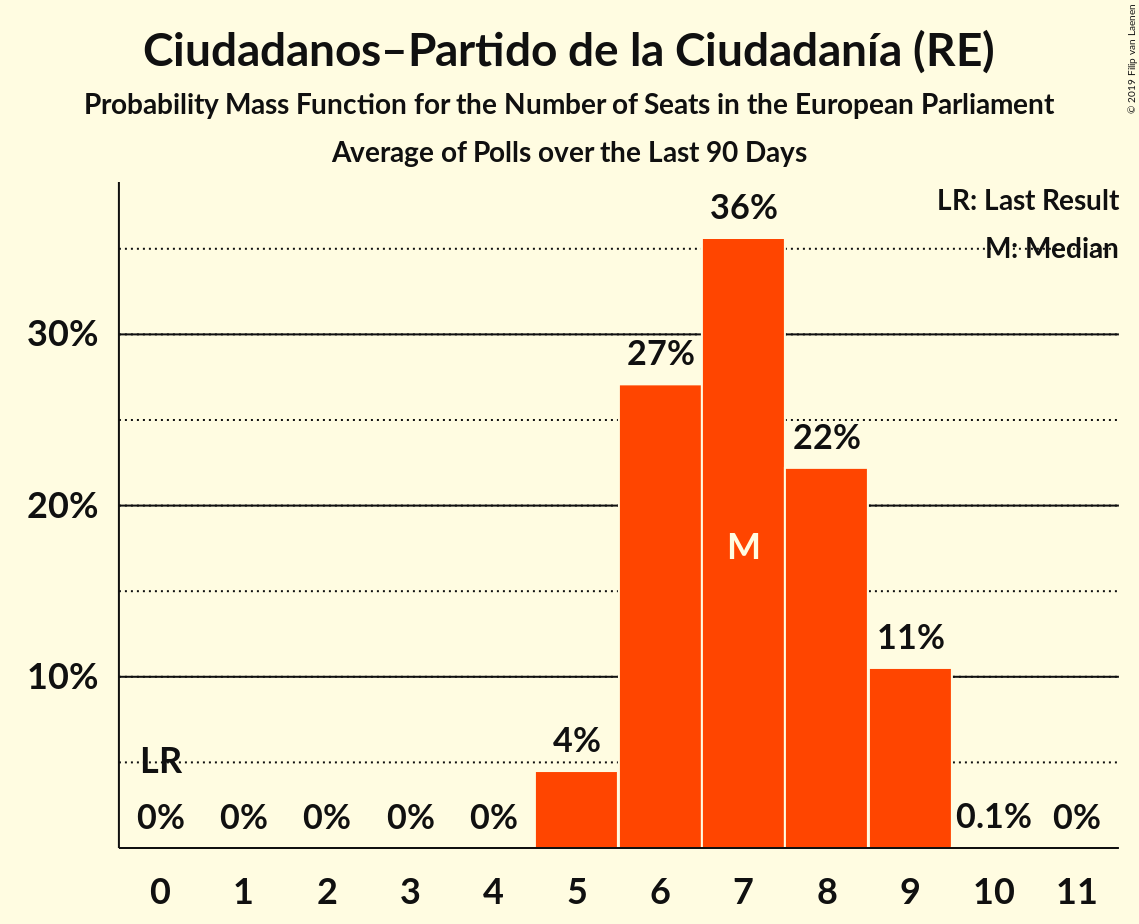 Ciudadanos–Partido de la Ciudadanía (RE)
Probability Mass Function for the Number of Seats in the European Parliament
Average of Polls over the Last 90 Days
© 2019 Filip van Laenen
LR: Last Result
M: Median
36%
30%
27%
22%
20%
M
11%
10%
4%
LR
0% 0% 0% 0% 0% 0.1% 0%
0 1 2 3 4 5 6 7 8 9 10 11